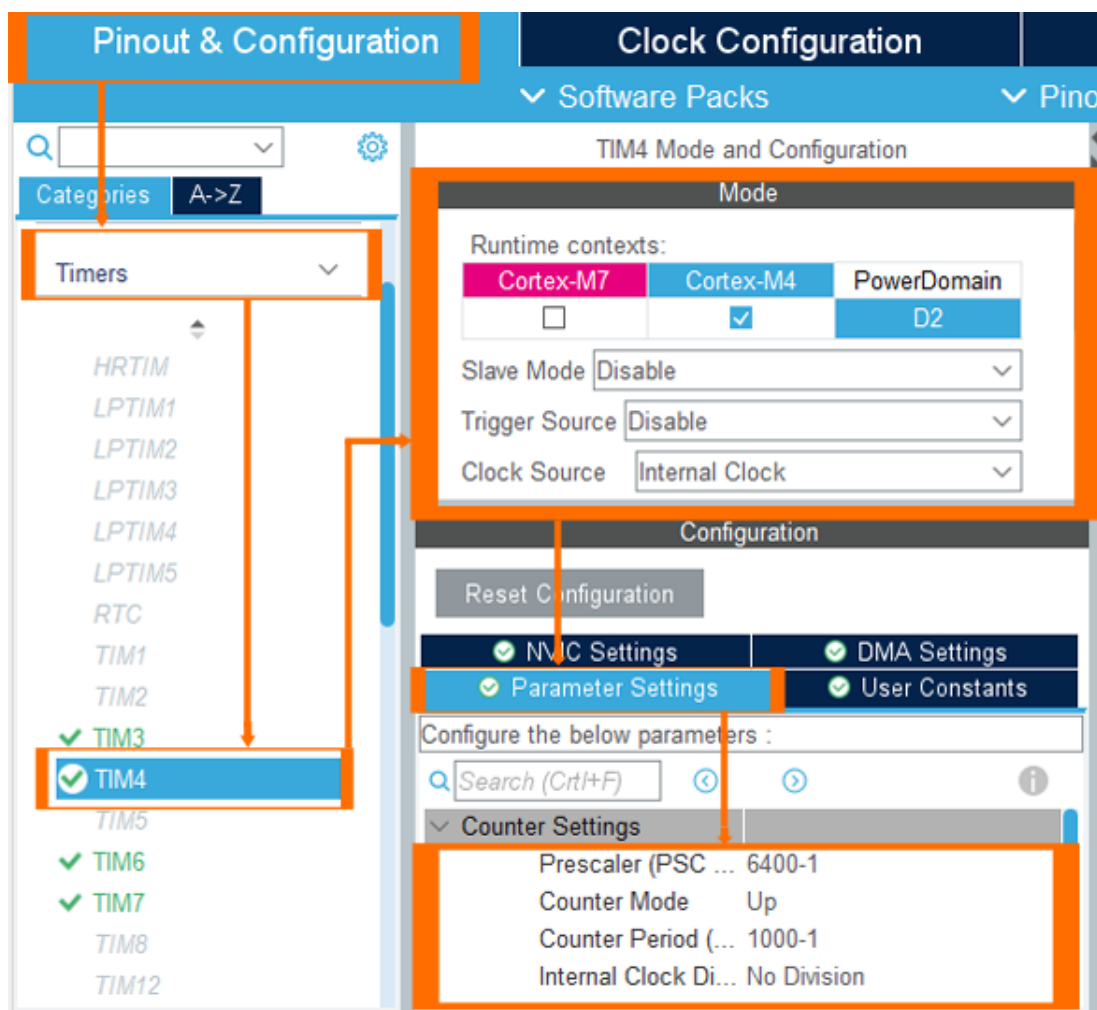 Pinout & Configuration
Clock Configuration
Software Packs
Pino
TIM4 Mode and Configuration
Categories
A->Z
Mode
Timers
Runtime contexts:
Cortex-M7 Cortex-M4 PowerDomain
D2
HRTIM
LPTIM1
LPTIM2
LPTIM3
LPTIM4
LPTIM5
RTC
TIM1
TIM2
TIM3
TIM4
TIM5
TIM6
TIM7
TIM8
TIM12
Slave Mode Disable
Trigger Source Disable
Clock Source Internal Clock
Configuration
Reset Configuration
NVIC Settings
DMA Settings
Parameter Settings
User Constants
Configure the below parameters :
Search (Crtl+F)
Counter Settings
Prescaler (PSC ... 6400-1
Counter Mode Up
Counter Period (... 1000-1
Internal Clock Di... No Division